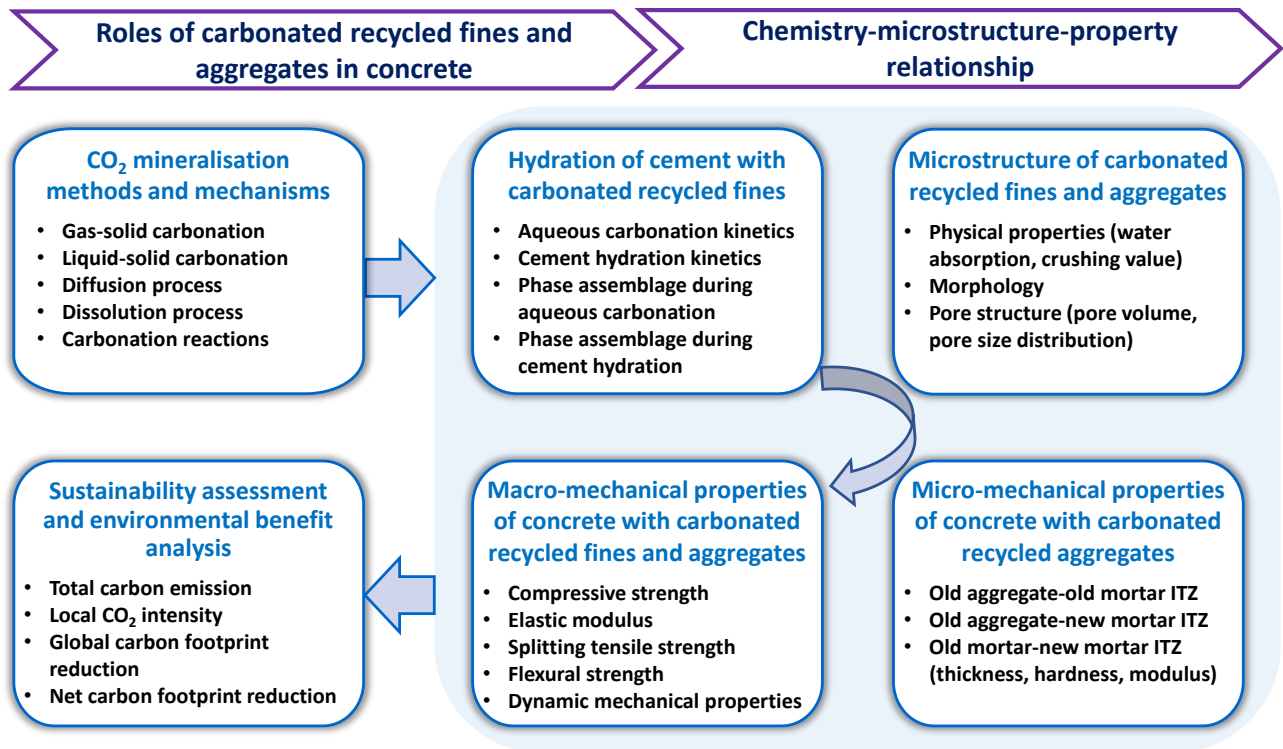 Roles of carbonated recycled fines and
aggregates in concrete
Chemistry-microstructure-property
relationship
CO₂ mineralisation
methods and mechanisms
• Gas-solid carbonation
• Liquid-solid carbonation
• Diffusion process
• Dissolution process
• Carbonation reactions
Hydration of cement with
carbonated recycled fines
• Aqueous carbonation kinetics
• Cement hydration kinetics
• Phase assemblage during
aqueous carbonation
• Phase assemblage during
cement hydration
Microstructure of carbonated
recycled fines and aggregates
• Physical properties (water
absorption, crushing value)
• Morphology
• Pore structure (pore volume,
pore size distribution)
Sustainability assessment
and environmental benefit
analysis
• Total carbon emission
• Local CO₂ intensity
• Global carbon footprint
reduction
• Net carbon footprint reduction
Macro-mechanical properties
of concrete with carbonated
recycled fines and aggregates
• Compressive strength
• Elastic modulus
• Splitting tensile strength
• Flexural strength
• Dynamic mechanical properties
Micro-mechanical properties
of concrete with carbonated
recycled aggregates
• Old aggregate-old mortar ITZ
• Old aggregate-new mortar ITZ
• Old mortar-new mortar ITZ
(thickness, hardness, modulus)